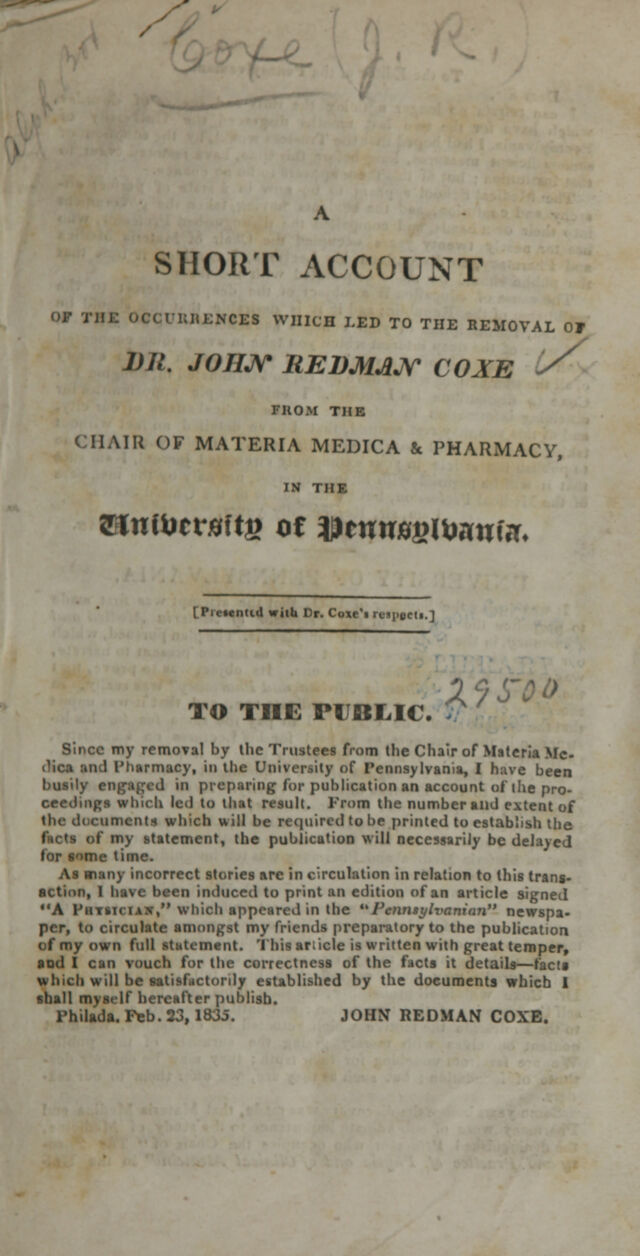 Coxe (J. R.)
alph. Box
A
SHORT ACCOUNT
OF THE OCCURRENCES WHICH LED TO THE REMOVAL OF
DR. JOHN REDMAN COXE
FROM THE
CHAIR OF MATERIA MEDICA & PHARMACY,
IN THE
University of Pennsylvania.
[Presented with Dr. Coxe's respects.]
LIBRARY
29500
TO THE PUBLIC.
Since my removal by the Trustees from the Chair of Materia Me-
dica and Pharmacy, in the University of Pennsylvania, I have been
busily engaged in preparing for publication an account of the pro-
ceedings which led to that result. From the number and extent of
the documents which will be required to be printed to establish the
facts of my statement, the publication will necessarily be delayed
for some time.
As many incorrect stories are in circulation in relation to this trans-
action, I have been induced to print an edition of an article signed
"A PHYSICIAN," which appeared in the "Pennsylvanian" newspa-
per, to circulate amongst my friends preparatory to the publication
of my own full statement. This article is written with great temper,
and I can vouch for the correctness of the facts it details—facts
which will be satisfactorily established by the documents which I
shall myself hereafter publish.
Philada. Feb. 23, 1835. JOHN REDMAN COXE.